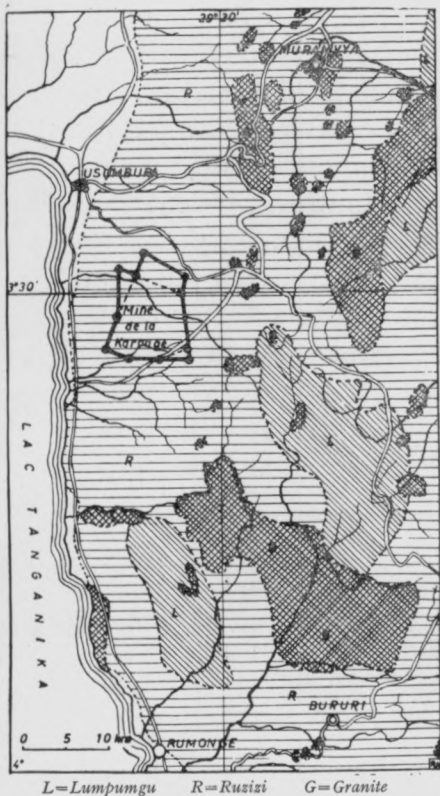 29°30'
MURAMVYA
R
L
USUMBURA
L
G
3°30'
Mine
de la
Karonge
G
L
LAC TANGANIKA
R
L
G
L
G
R
BURURI
0 5 10 km
RUMONGE
4°
L=Lumpumgu R=Ruzizi G=Granite